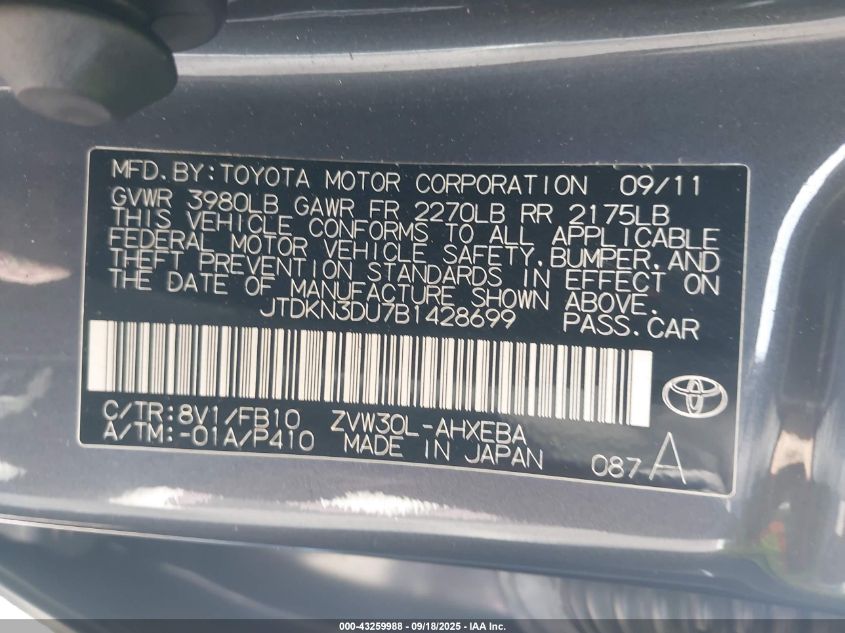 MFD. BY: TOYOTA MOTOR CORPORATION 09/11
GVWR 3980LB GAWR FR 2270LB RR 2175LB
THIS VEHICLE CONFORMS TO ALL APPLICABLE
FEDERAL MOTOR VEHICLE SAFETY, BUMPER, AND
THEFT PREVENTION STANDARDS IN EFFECT ON
THE DATE OF MANUFACTURE SHOWN ABOVE.
JTDKN3DU7B1428699 PASS. CAR
C/TR: 8V1/FB10 ZVW30L-AHXEBA
A/TM: -01A/P410 MADE IN JAPAN 087 A
000-43259988 - 09/18/2025 - IAA Inc.